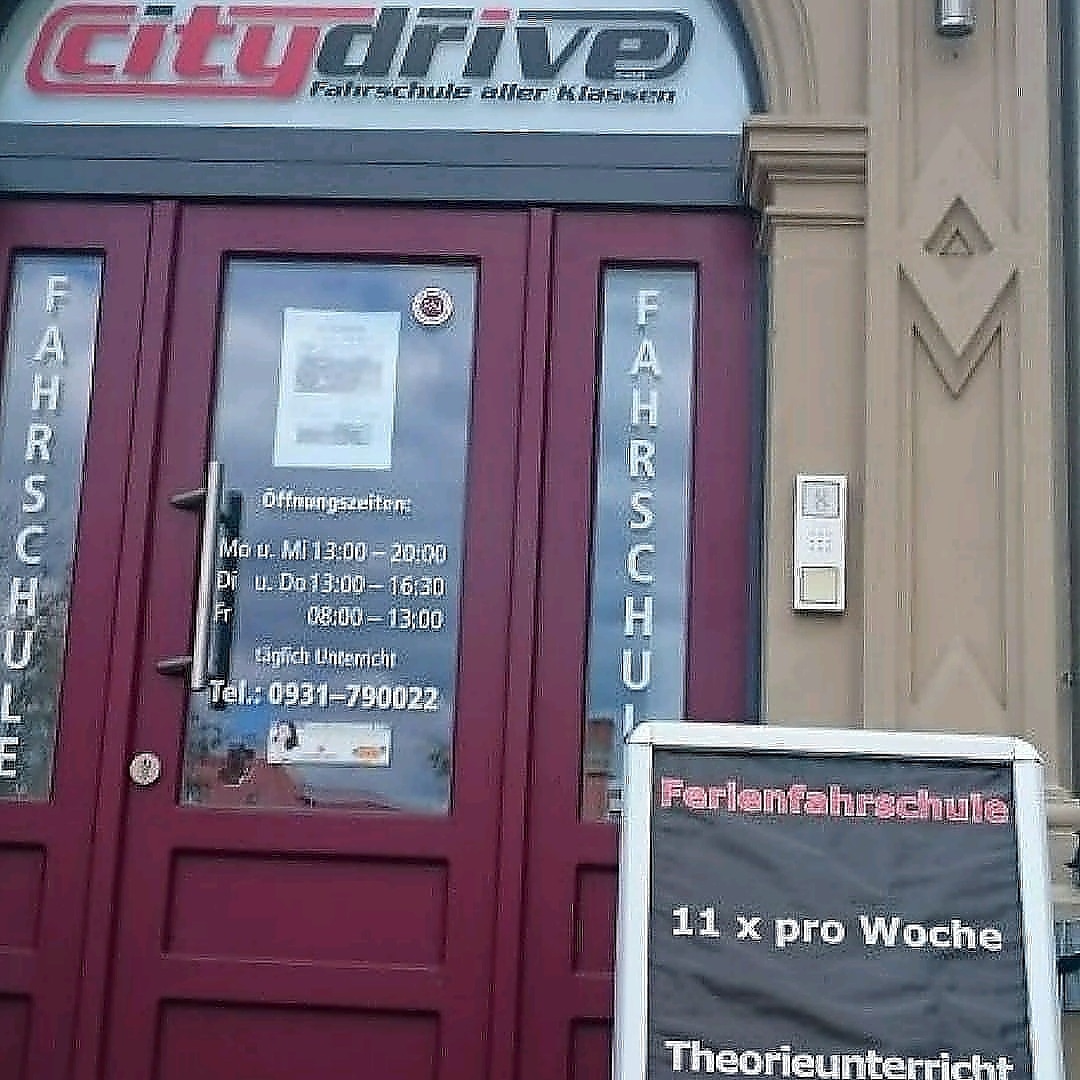 citydrive
Fahrschule aller Klassen
FAHRSCHULE
Öffnungszeiten:
Mo u. Mi 13:00 – 20:00
Di u. Do 13:00 – 16:30
Fr 08:00 – 13:00
täglich Unterricht
Tel.: 0931–790022
FAHRSCHUL
Ferienfahrschule
11 x pro Woche
Theorieunterricht